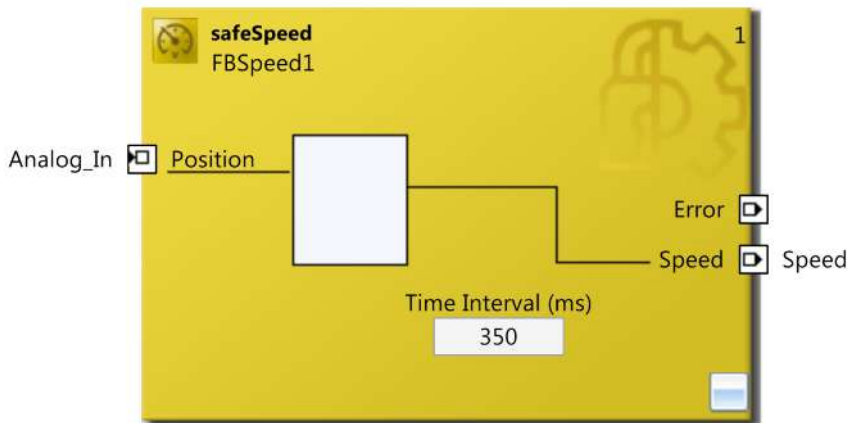 safeSpeed
FBSpeed1
1
Analog_In
Position
Error
Speed
Speed
Time Interval (ms)
350